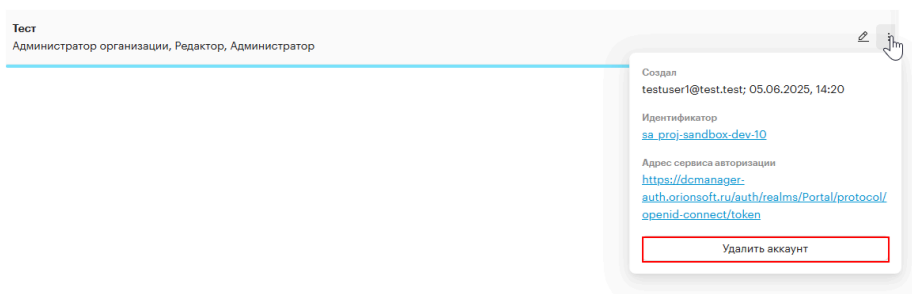 Тест
Администратор организации, Редактор, Администратор
Создал
testuser1@test.test; 05.06.2025, 14:20
Идентификатор
sa_proj-sandbox-dev-10
Адрес сервиса авторизации
https://dcmanager-
auth.orionsoft.ru/auth/realms/Portal/protocol/
openid-connect/token
Удалить аккаунт